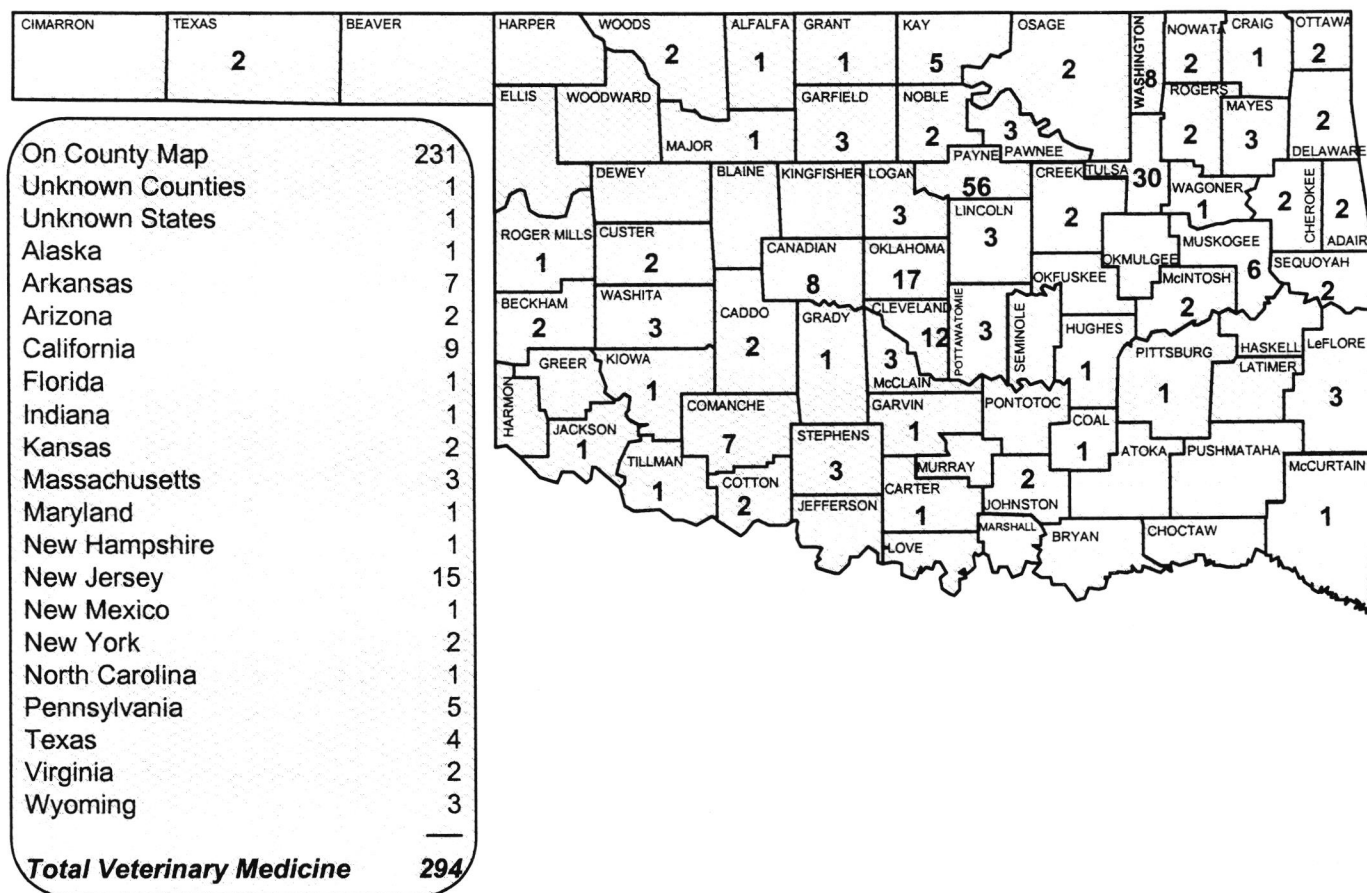 CIMARRON TEXAS BEAVER HARPER WOODS ALFALFA GRANT KAY OSAGE WASHINGTON NOWATA CRAIG OTTAWA
2 2 1 1 5 2 8 2 1 2
ELLIS WOODWARD MAJOR GARFIELD NOBLE PAWNEE ROGERS MAYES DELAWARE
1 3 2 3 2 3 2
DEWEY BLAINE KINGFISHER LOGAN PAYNE CREEK TULSA WAGONER CHEROKEE ADAIR
3 56 2 30 1 2 2
ROGER MILLS CUSTER CANADIAN OKLAHOMA LINCOLN OKMULGEE MUSKOGEE SEQUOYAH
1 2 8 17 3 6 2
BECKHAM WASHITA CADDO GRADY CLEVELAND POTTAWATOMIE SEMINOLE OKFUSKEE McINTOSH
2 3 2 1 12 3 2
GREER KIOWA McCLAIN HUGHES PITTSBURG HASKELL LeFLORE
1 3 1 1 3
HARMON JACKSON COMANCHE GARVIN PONTOTOC COAL LATIMER
1 7 1 1
TILLMAN COTTON STEPHENS MURRAY JOHNSTON ATOKA PUSHMATAHA McCURTAIN
1 2 3 2 1
JEFFERSON CARTER MARSHALL BRYAN CHOCTAW
1
LOVE
On County Map 231
Unknown Counties 1
Unknown States 1
Alaska 1
Arkansas 7
Arizona 2
California 9
Florida 1
Indiana 1
Kansas 2
Massachusetts 3
Maryland 1
New Hampshire 1
New Jersey 15
New Mexico 1
New York 2
North Carolina 1
Pennsylvania 5
Texas 4
Virginia 2
Wyoming 3
Total Veterinary Medicine 294